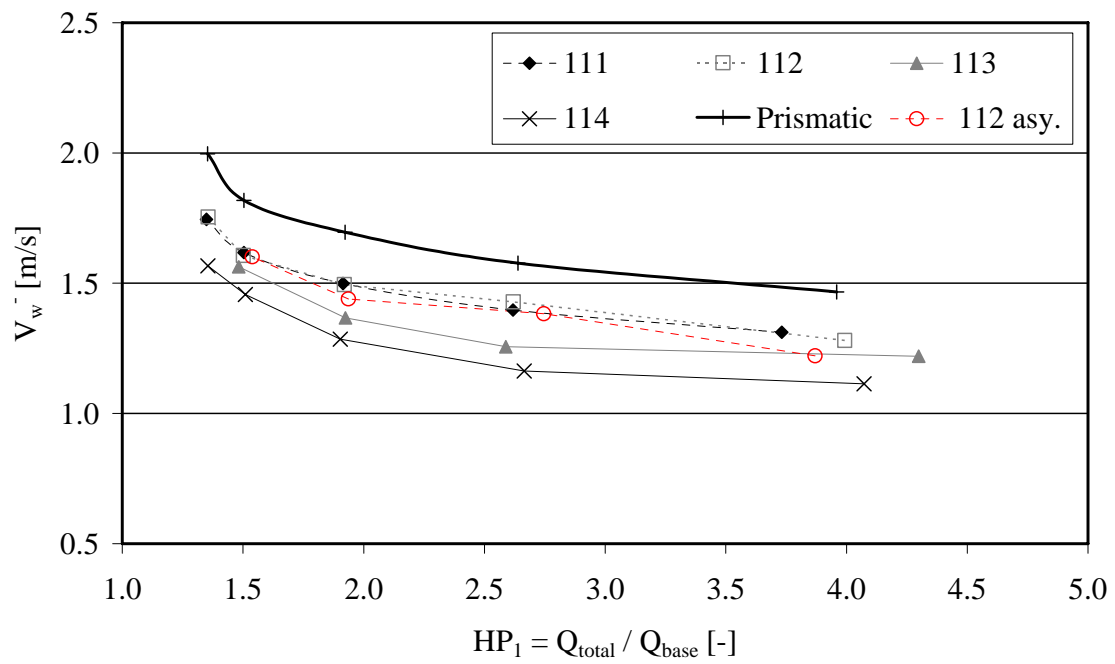 2.5
111 112 113
114 Prismatic 112 asy.
2.0
1.5
1.0
0.5
V_w^- [m/s]
1.0 1.5 2.0 2.5 3.0 3.5 4.0 4.5 5.0
HP_1 = Q_total / Q_base [-]